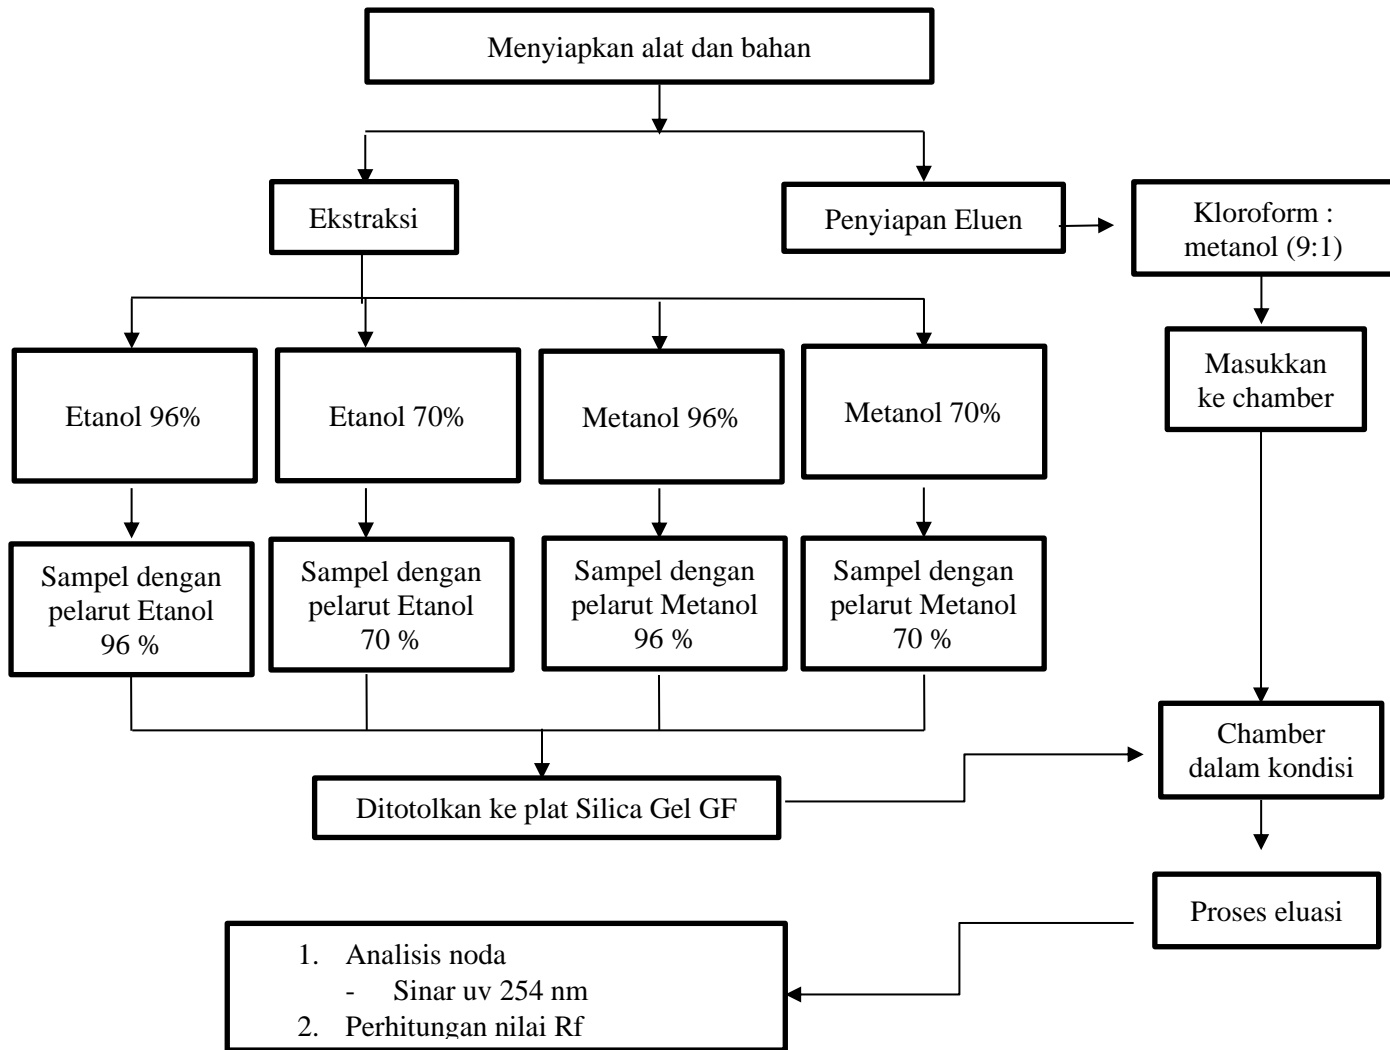 Menyiapkan alat dan bahan
Ekstraksi
Penyiapan Eluen
Kloroform :
metanol (9:1)
Masukkan
ke chamber
Etanol 96%
Etanol 70%
Metanol 96%
Metanol 70%
Sampel dengan
pelarut Etanol
96 %
Sampel dengan
pelarut Etanol
70 %
Sampel dengan
pelarut Metanol
96 %
Sampel dengan
pelarut Metanol
70 %
Chamber
dalam kondisi
Ditotolkan ke plat Silica Gel GF
Proses eluasi
1. Analisis noda
- Sinar uv 254 nm
2. Perhitungan nilai Rf